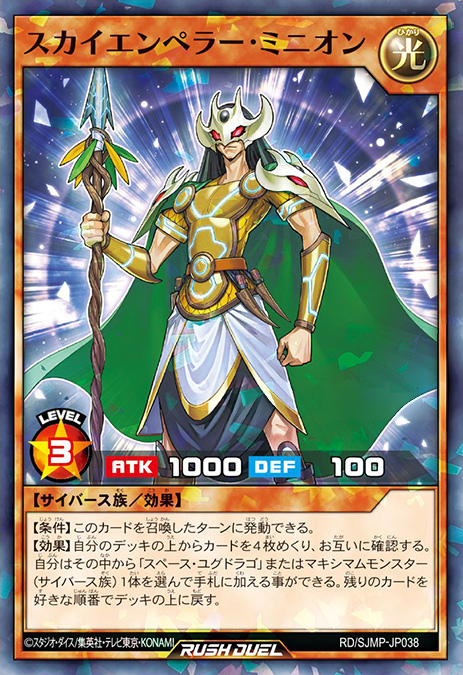 スカイエンペラー・ミニオン
ひかり
光
LEVEL
3
ATK 1000 DEF 100
【サイバース族／効果】
【条件】このカードを召喚したターンに発動できる。
【効果】自分のデッキの上からカードを４枚めくり、お互いに確認する。
自分はその中から「スペース・ユグドラゴ」またはマキシマムモンスター
(サイバース族)１体を選んで手札に加える事ができる。残りのカードを
好きな順番でデッキの上に戻す。
©スタジオ・ダイス/集英社・テレビ東京・KONAMI
RUSH DUEL
RD/SJMP-JP038